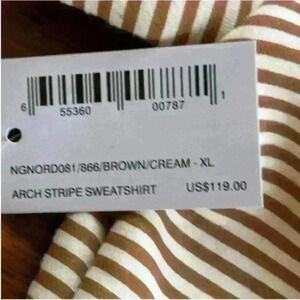 6 55360 00787 1
NGNORD081/866/BROWN/CREAM - XL
ARCH STRIPE SWEATSHIRT US$119.00